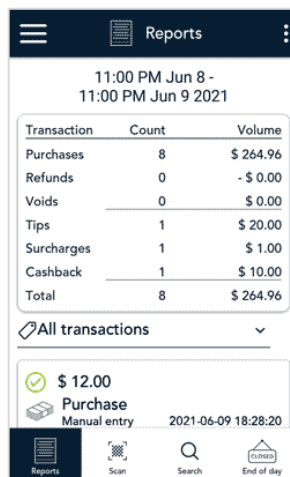 Reports
11:00 PM Jun 8 -
11:00 PM Jun 9 2021
Transaction Count Volume
Purchases 8 $ 264.96
Refunds 0 - $ 0.00
Voids 0 $ 0.00
Tips 1 $ 20.00
Surcharges 1 $ 1.00
Cashback 1 $ 10.00
Total 8 $ 264.96
All transactions
$ 12.00
Purchase
Manual entry 2021-06-09 18:28:20
CLOSED
Reports Scan Search End of day